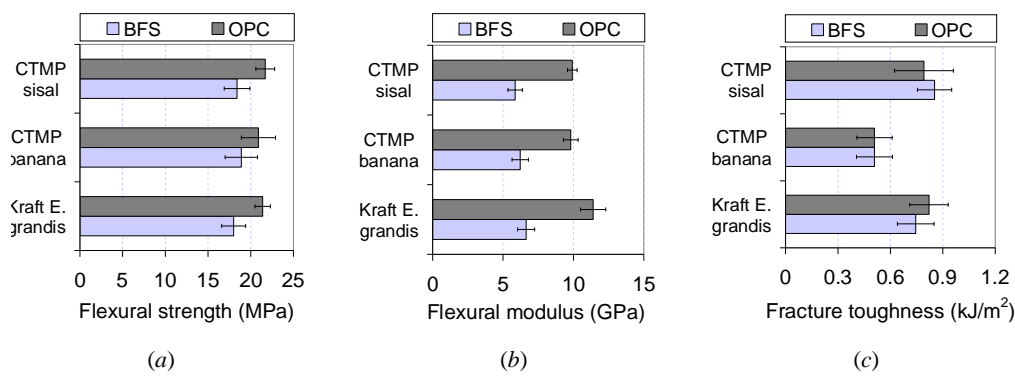 BFS OPC
CTMP
sisal
CTMP
banana
Kraft E.
grandis
0 5 10 15 20 25
Flexural strength (MPa)
(a)
BFS OPC
CTMP
sisal
CTMP
banana
Kraft E.
grandis
0 5 10 15
Flexural modulus (GPa)
(b)
BFS OPC
CTMP
sisal
CTMP
banana
Kraft E.
grandis
0 0.3 0.6 0.9 1.2
Fracture toughness (kJ/m²)
(c)